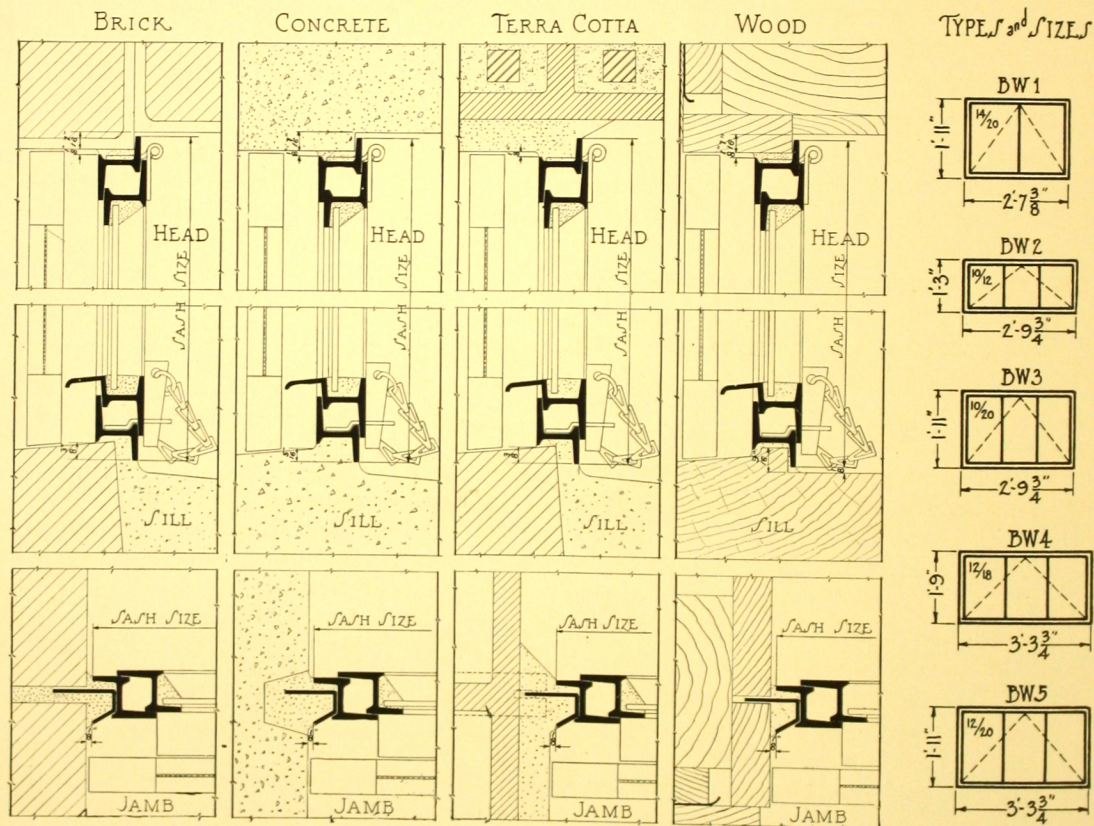 BRICK CONCRETE TERRA COTTA WOOD TYPES and SIZES
HEAD HEAD HEAD HEAD
SIZE SIZE SIZE SIZE
SASH SASH SASH SASH
SILL SILL SILL SILL
SASH SIZE SASH SIZE SASH SIZE SASH SIZE
JAMB JAMB JAMB JAMB
BW1
14/20
1'-11"
2'-7 3/8"
BW2
10/12
1'-3"
2'-9 3/4"
BW3
10/20
1'-11"
2'-9 3/4"
BW4
12/18
1'-9"
3'-3 3/4"
BW5
12/20
1'-11"
3'-3 3/4"